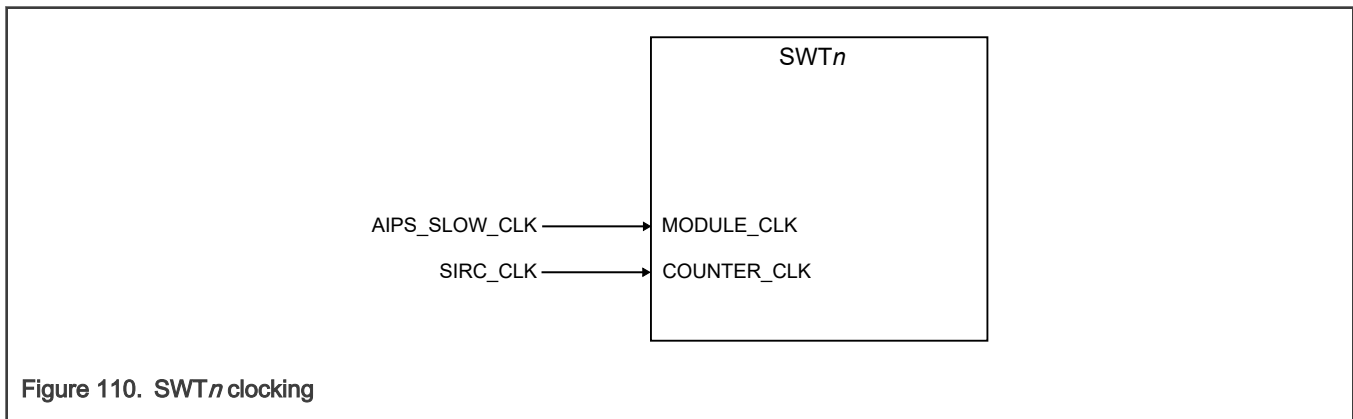 SWTn
AIPS_SLOW_CLK MODULE_CLK
SIRC_CLK COUNTER_CLK
Figure 110. SWTn clocking